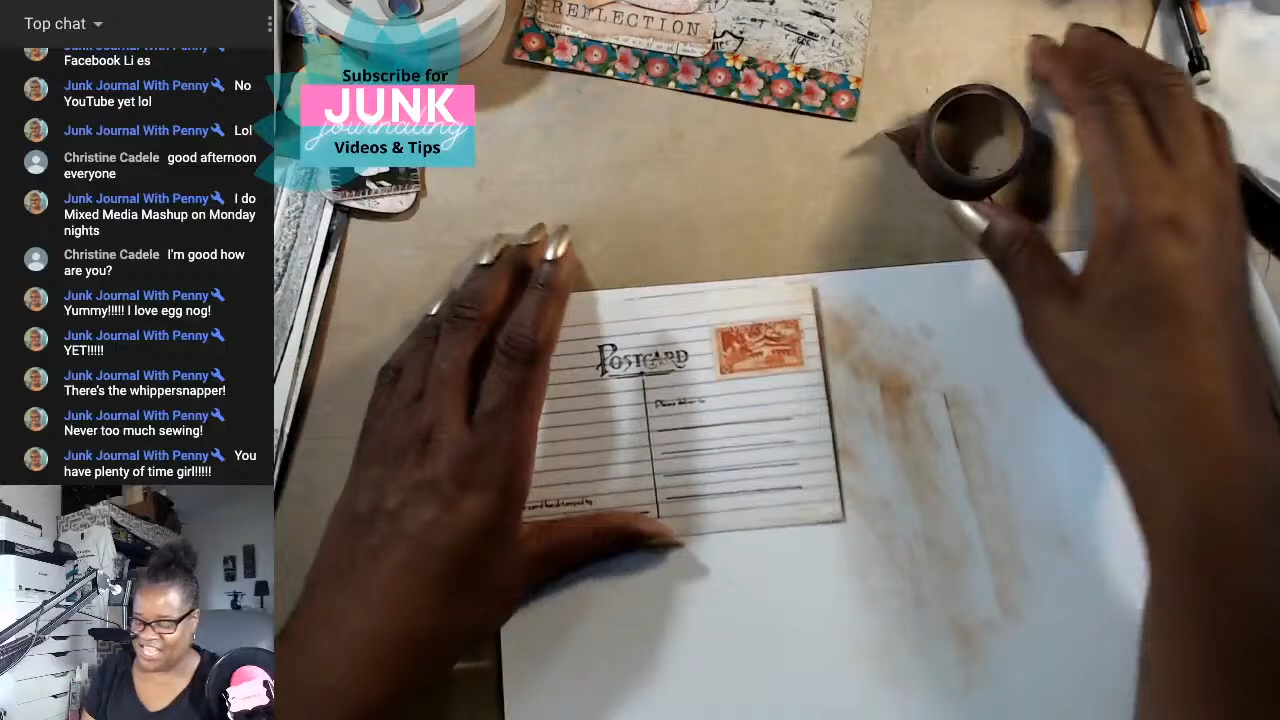 Top chat
Facebook Li es
Junk Journal With Penny No
YouTube yet lol
Junk Journal With Penny Lol
Christine Cadele good afternoon
everyone
Junk Journal With Penny I do
Mixed Media Mashup on Monday
nights
Christine Cadele I'm good how
are you?
Junk Journal With Penny
Yummy!!!!! I love egg nog!
Junk Journal With Penny
YET!!!!!
Junk Journal With Penny
There's the whippersnapper!
Junk Journal With Penny
Never too much sewing!
Junk Journal With Penny You
have plenty of time girl!!!!!
Subscribe for
JUNK
journaling
Videos & Tips
REFLECTION
POSTCARD